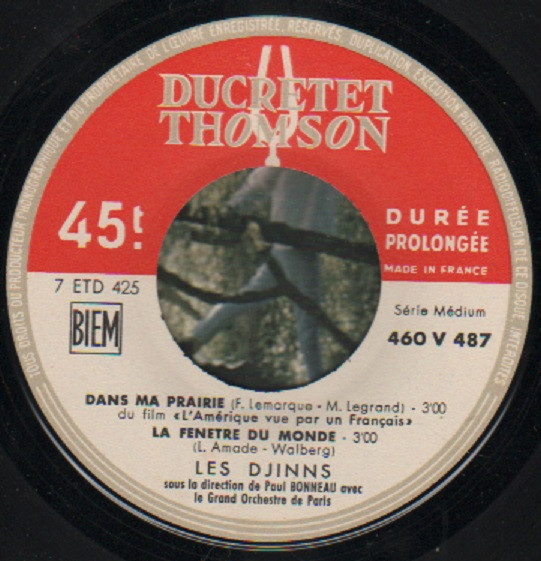 TOUS DROITS DU PRODUCTEUR PHONOGRAPHIQUE ET DU PROPRIÉTAIRE DE L'ŒUVRE ENREGISTRÉE, RÉSERVÉS, DUPLICATION, EXÉCUTION PUBLIQUE, RADIODIFFUSION DE CE DISQUE INTERDITES
DUCRETET
THOMSON
45t.
DURÉE
PROLONGÉE
MADE IN FRANCE
7 ETD 425
BIEM
Série Médium
460 V 487
DANS MA PRAIRIE (F. Lemarque - M. Legrand) - 3'00
du film «L'Amérique vue par un Français»
LA FENETRE DU MONDE - 3'00
(L. Amade - Walberg)
LES DJINNS
sous la direction de Paul BONNEAU avec
le Grand Orchestre de Paris